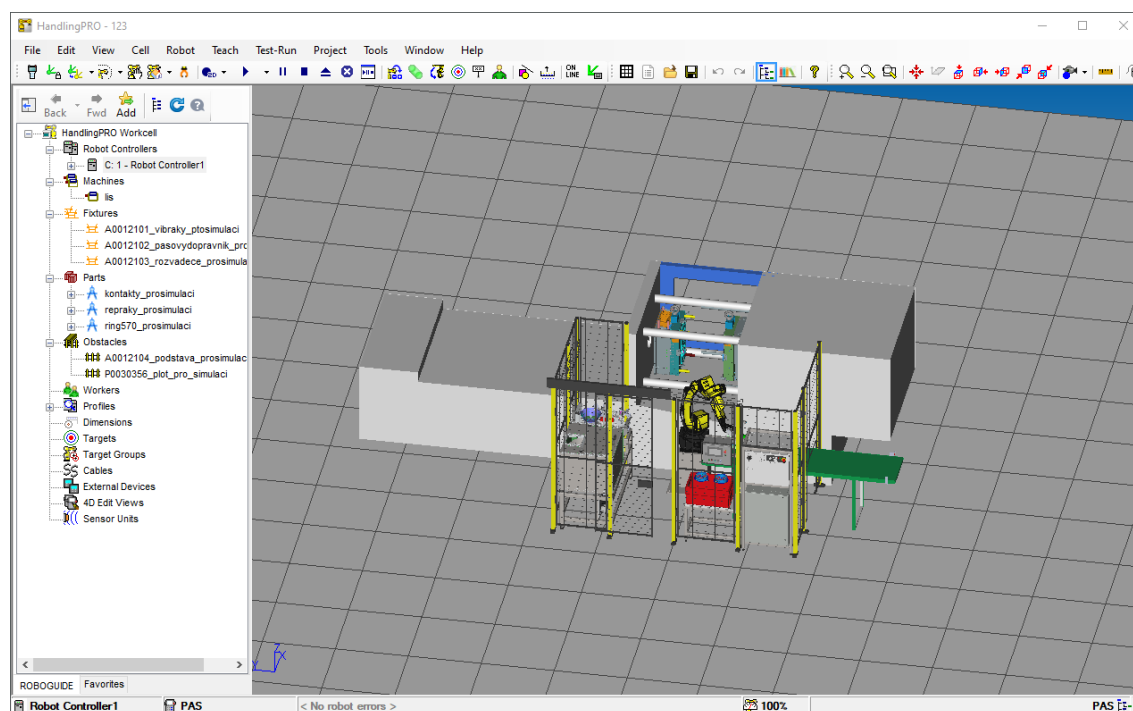 HandlingPRO - 123
File Edit View Cell Robot Teach Test-Run Project Tools Window Help
ON
LINE
Back Fwd Add
HandlingPRO Workcell
Robot Controllers
C: 1 - Robot Controller1
Machines
lis
Fixtures
A0012101_vibraky_ptosimulaci
A0012102_pasovydopravnik_pro
A0012103_rozvadece_prosimula
Parts
kontakty_prosimulaci
repraky_prosimulaci
ring570_prosimulaci
Obstacles
A0012104_podstava_prosimulac
P0030356_plot_pro_simulaci
Workers
Profiles
Dimensions
Targets
Target Groups
Cables
External Devices
4D Edit Views
Sensor Units
Z
X
Y
ROBOGUIDE Favorites
Robot Controller1 PAS < No robot errors > 100% PAS